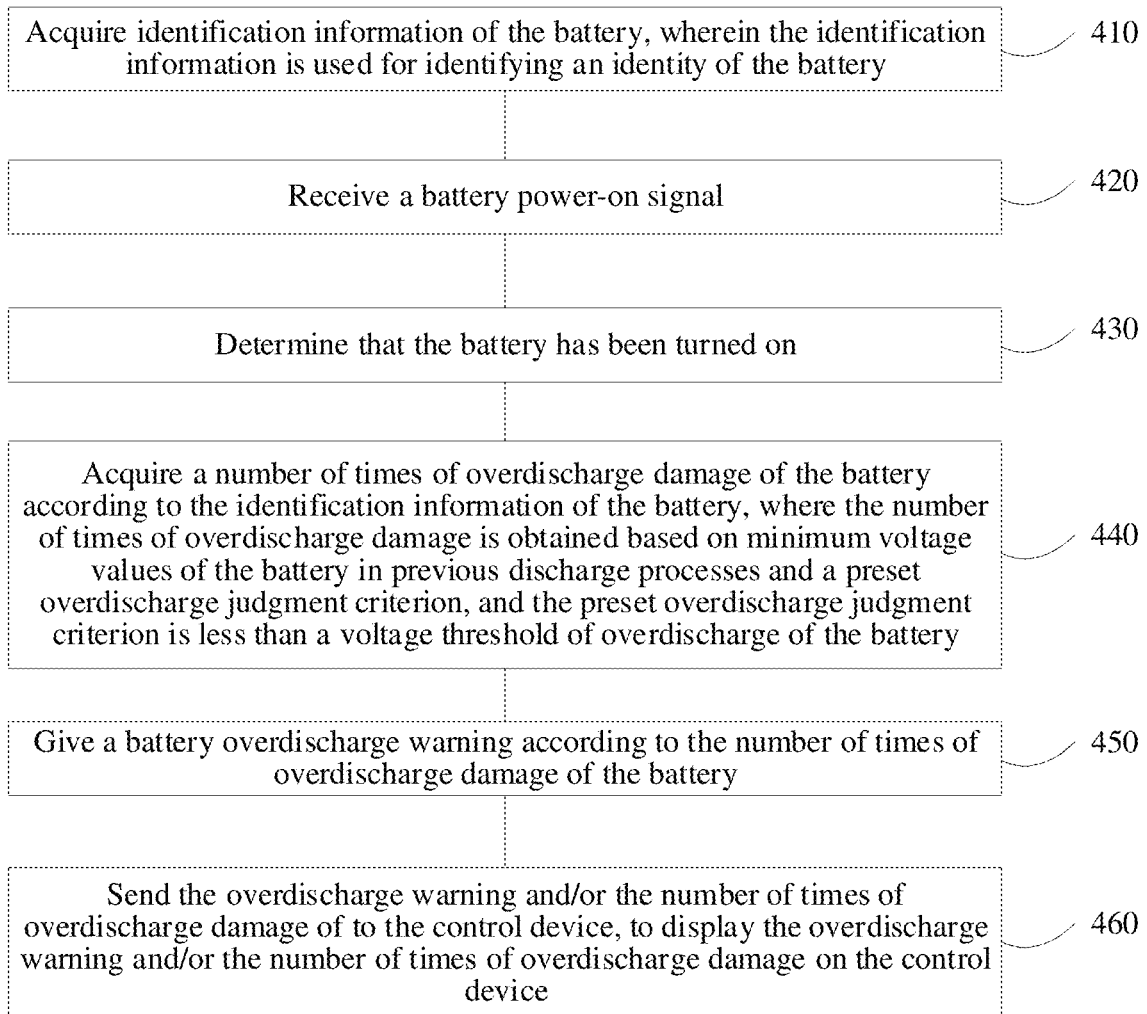 Acquire identification information of the battery, wherein the identification
information is used for identifying an identity of the battery
410
Receive a battery power-on signal
420
Determine that the battery has been turned on
430
Acquire a number of times of overdischarge damage of the battery
according to the identification information of the battery, where the number
of times of overdischarge damage is obtained based on minimum voltage
values of the battery in previous discharge processes and a preset
overdischarge judgment criterion, and the preset overdischarge judgment
criterion is less than a voltage threshold of overdischarge of the battery
440
Give a battery overdischarge warning according to the number of times of
overdischarge damage of the battery
450
Send the overdischarge warning and/or the number of times of
overdischarge damage of to the control device, to display the overdischarge
warning and/or the number of times of overdischarge damage on the control
device
460